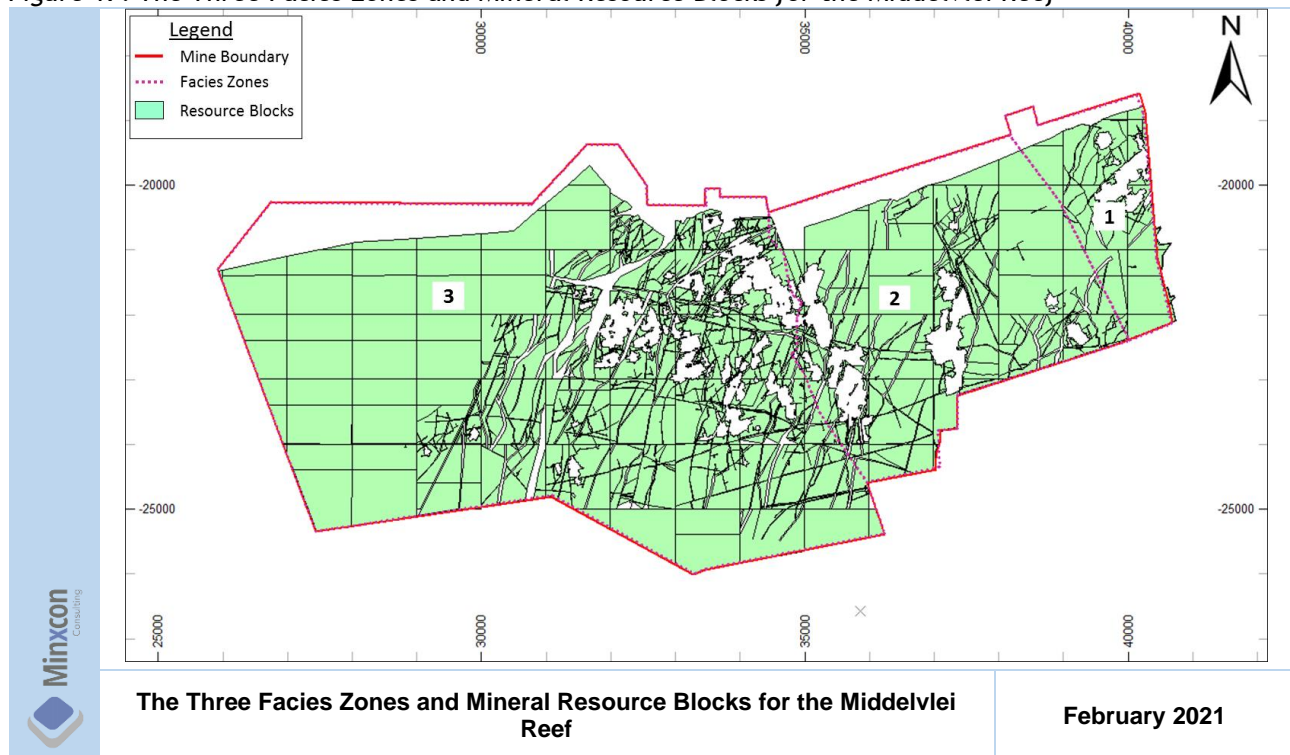 Legend
Mine Boundary
Facies Zones
Resource Blocks
30000
35000
40000
N
-20000
-20000
1
2
3
-25000
-25000
25000
30000
35000
40000
Minxcon
Consulting
The Three Facies Zones and Mineral Resource Blocks for the Middelvlei
Reef
February 2021